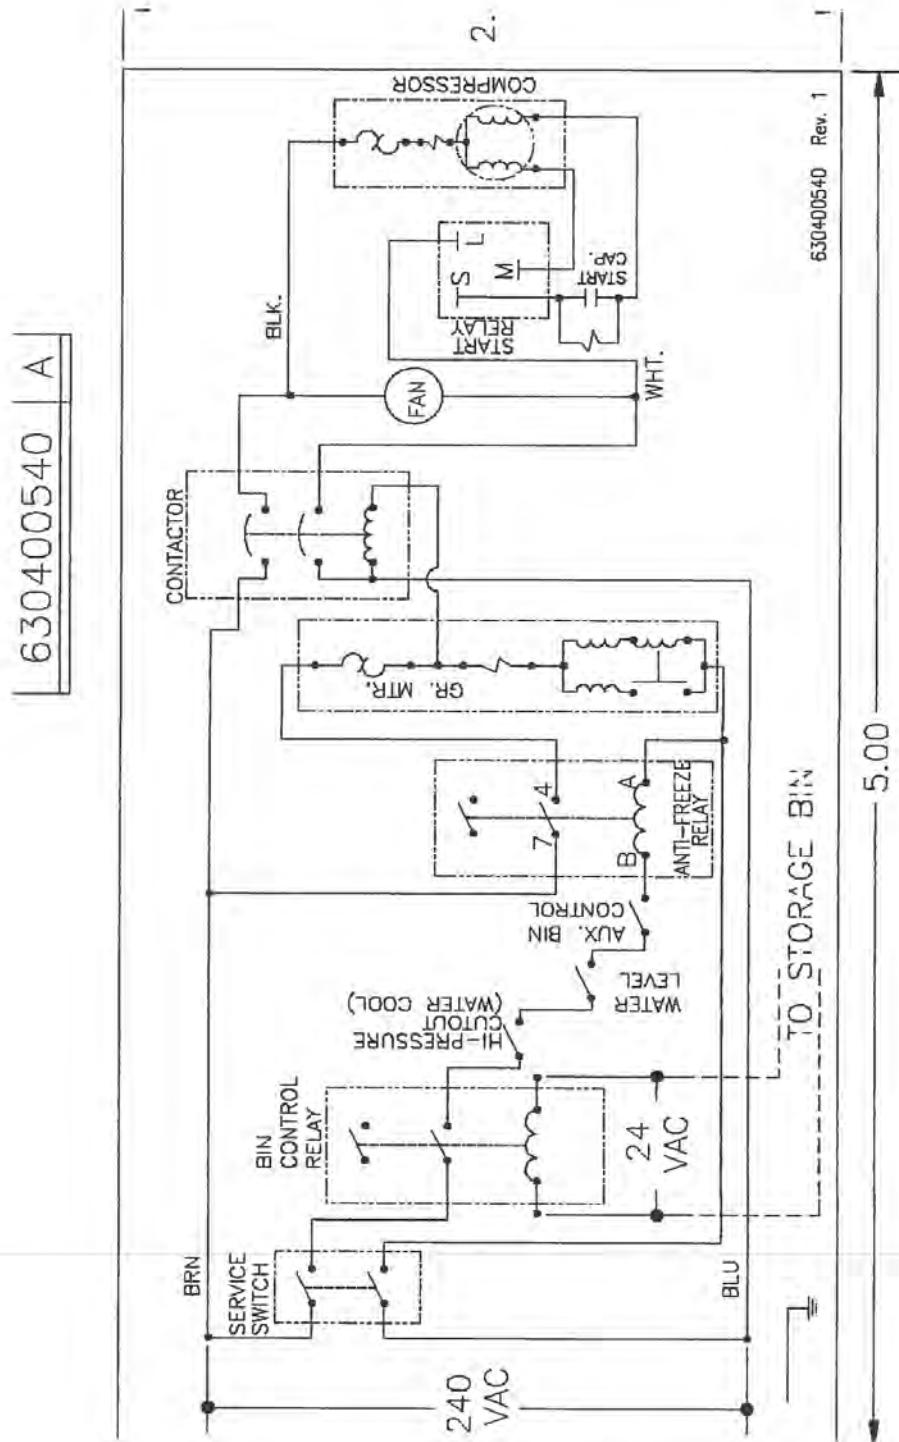 630400540 A
2.
5.00
240
VAC
BRN
BLU
SERVICE
SWITCH
BIN
CONTROL
RELAY
24
VAC
TO STORAGE BIN
HI-PRESSURE
CUTOUT
(WATER COOL)
WATER
LEVEL
AUX. BIN
CONTROL
7 4
B A
ANTI-FREEZE
RELAY
GR. MTR.
CONTACTOR
FAN
BLK.
WHT.
START
RELAY
S
M
L
START
CAP.
COMPRESSOR
630400540 Rev. 1